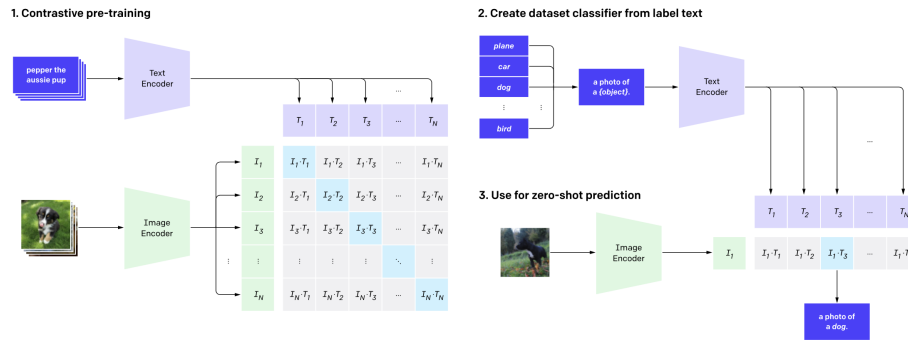 1. Contrastive pre-training
pepper the
aussie pup
Text
Encoder
...
T1 T2 T3 ... TN
I1 I1·T1 I1·T2 I1·T3 ... I1·TN
I2 I2·T1 I2·T2 I2·T3 ... I2·TN
Image
Encoder
I3 I3·T1 I3·T2 I3·T3 ... I3·TN
⋮ ⋮ ⋮ ⋮ ⋱ ⋮
IN IN·T1 IN·T2 IN·T3 ... IN·TN
2. Create dataset classifier from label text
plane
car
dog
⋮ ⋮
bird
a photo of
a {object}.
Text
Encoder
...
3. Use for zero-shot prediction
T1 T2 T3 ...
Image
Encoder
I1 I1·T1 I1·T2 I1·T3 ...
a photo of
a dog.